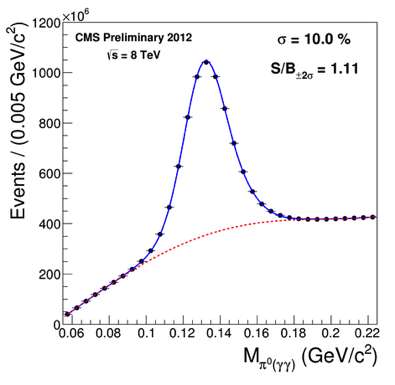 ×10⁶
CMS Preliminary 2012
√s = 8 TeV
σ = 10.0 %
S/B±2σ = 1.11
Events / (0.005 GeV/c²)
1200
1000
800
600
400
200
0
0.06 0.08 0.1 0.12 0.14 0.16 0.18 0.2 0.22
Mπ⁰(γγ) (GeV/c²)